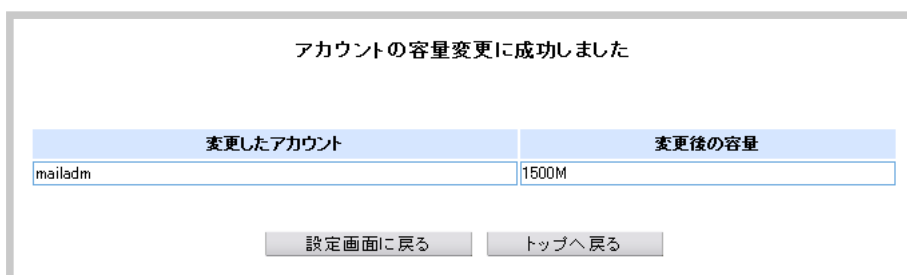 アカウントの容量変更に成功しました
変更したアカウント 変更後の容量
mailadm 1500M
設定画面に戻る トップへ戻る